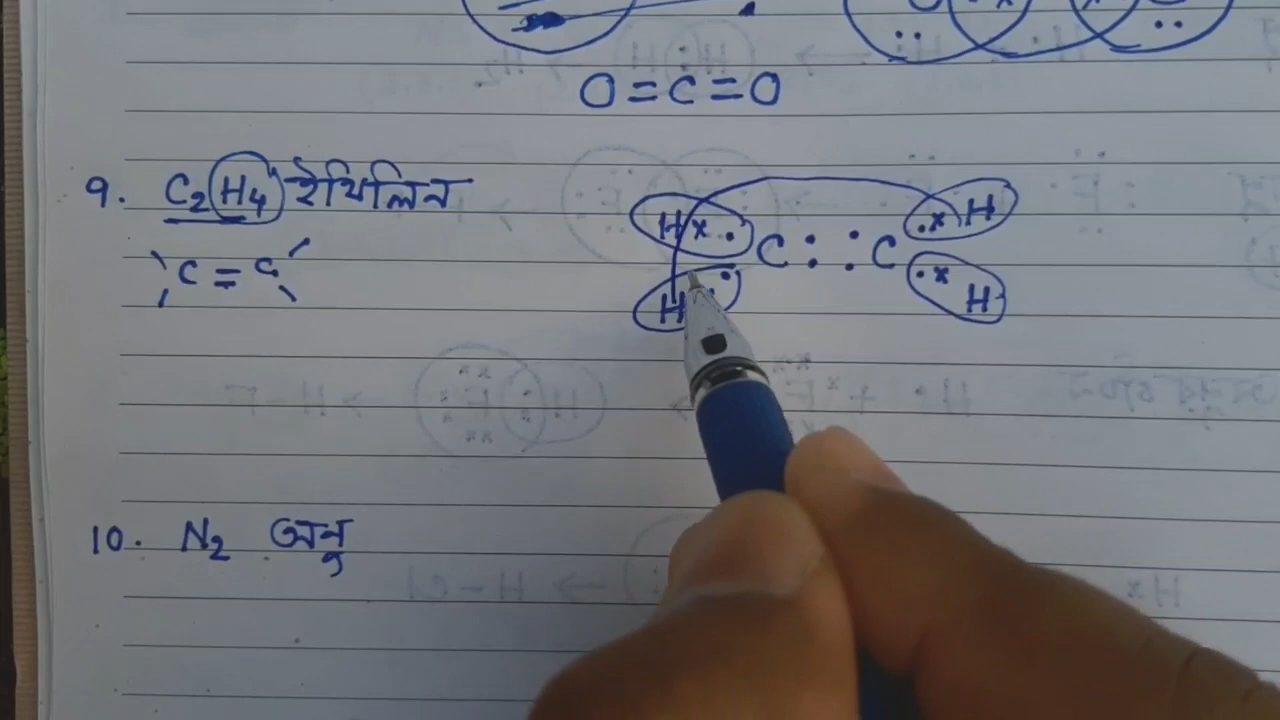 O=C=O
9. C₂H₄ ইথিলিন
H x . C : : C . x H
C = C
H . . x H
10. N₂ অনু